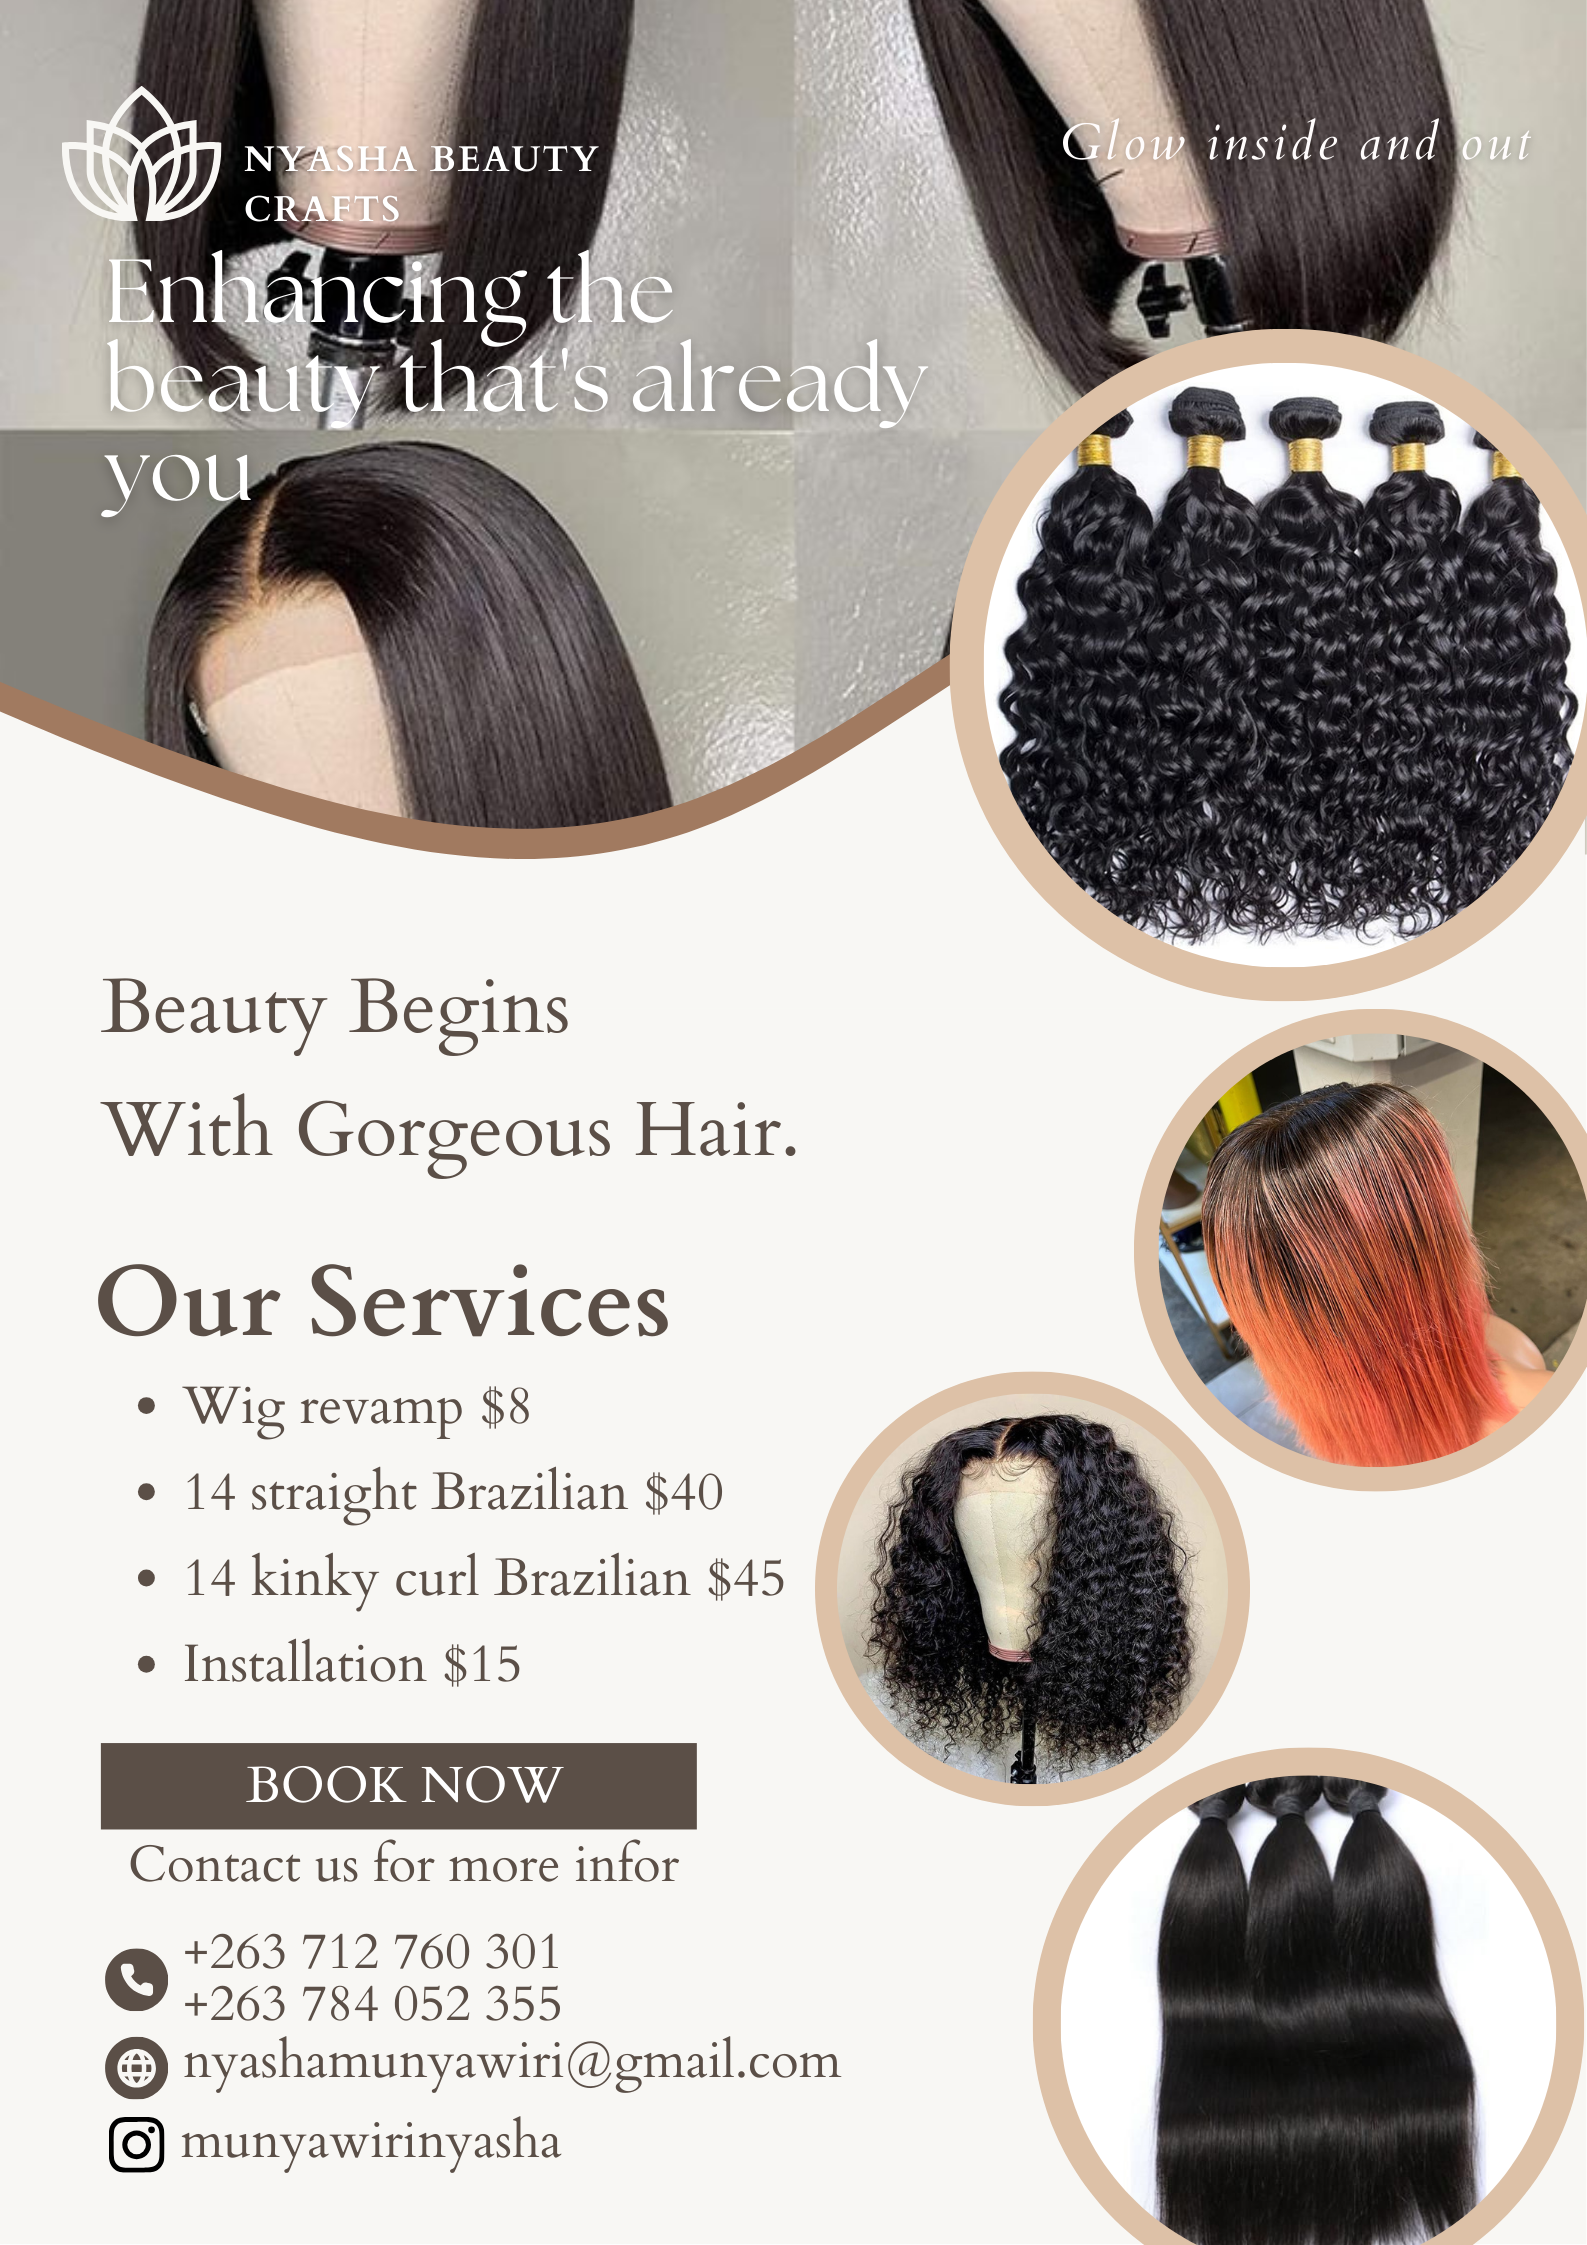 NYASHA BEAUTY
CRAFTS
Glow inside and out
Enhancing the
beauty that's already
you
Beauty Begins
With Gorgeous Hair.
Our Services
• Wig revamp $8
• 14 straight Brazilian $40
• 14 kinky curl Brazilian $45
• Installation $15
BOOK NOW
Contact us for more infor
+263 712 760 301
+263 784 052 355
nyashamunyawiri@gmail.com
munyawirinyasha